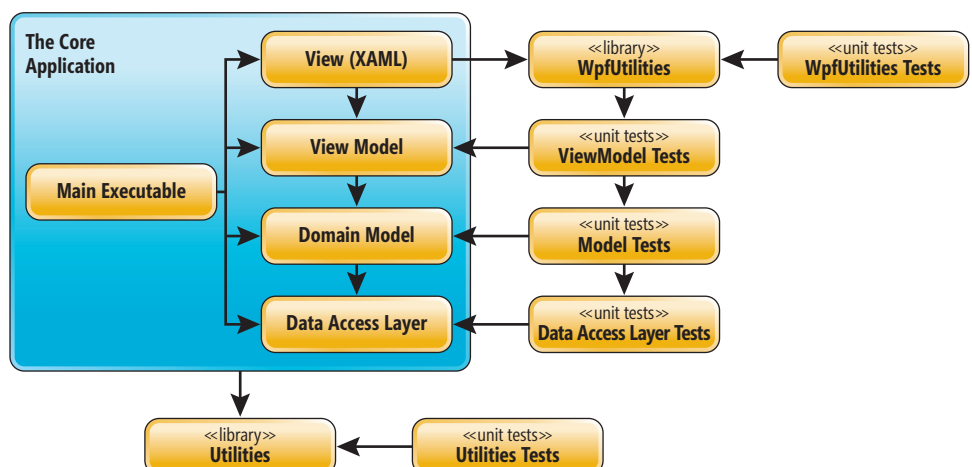 The Core
Application
View (XAML)
«library»
WpfUtilities
«unit tests»
WpfUtilities Tests
View Model
«unit tests»
ViewModel Tests
Main Executable
Domain Model
«unit tests»
Model Tests
Data Access Layer
«unit tests»
Data Access Layer Tests
«library»
Utilities
«unit tests»
Utilities Tests